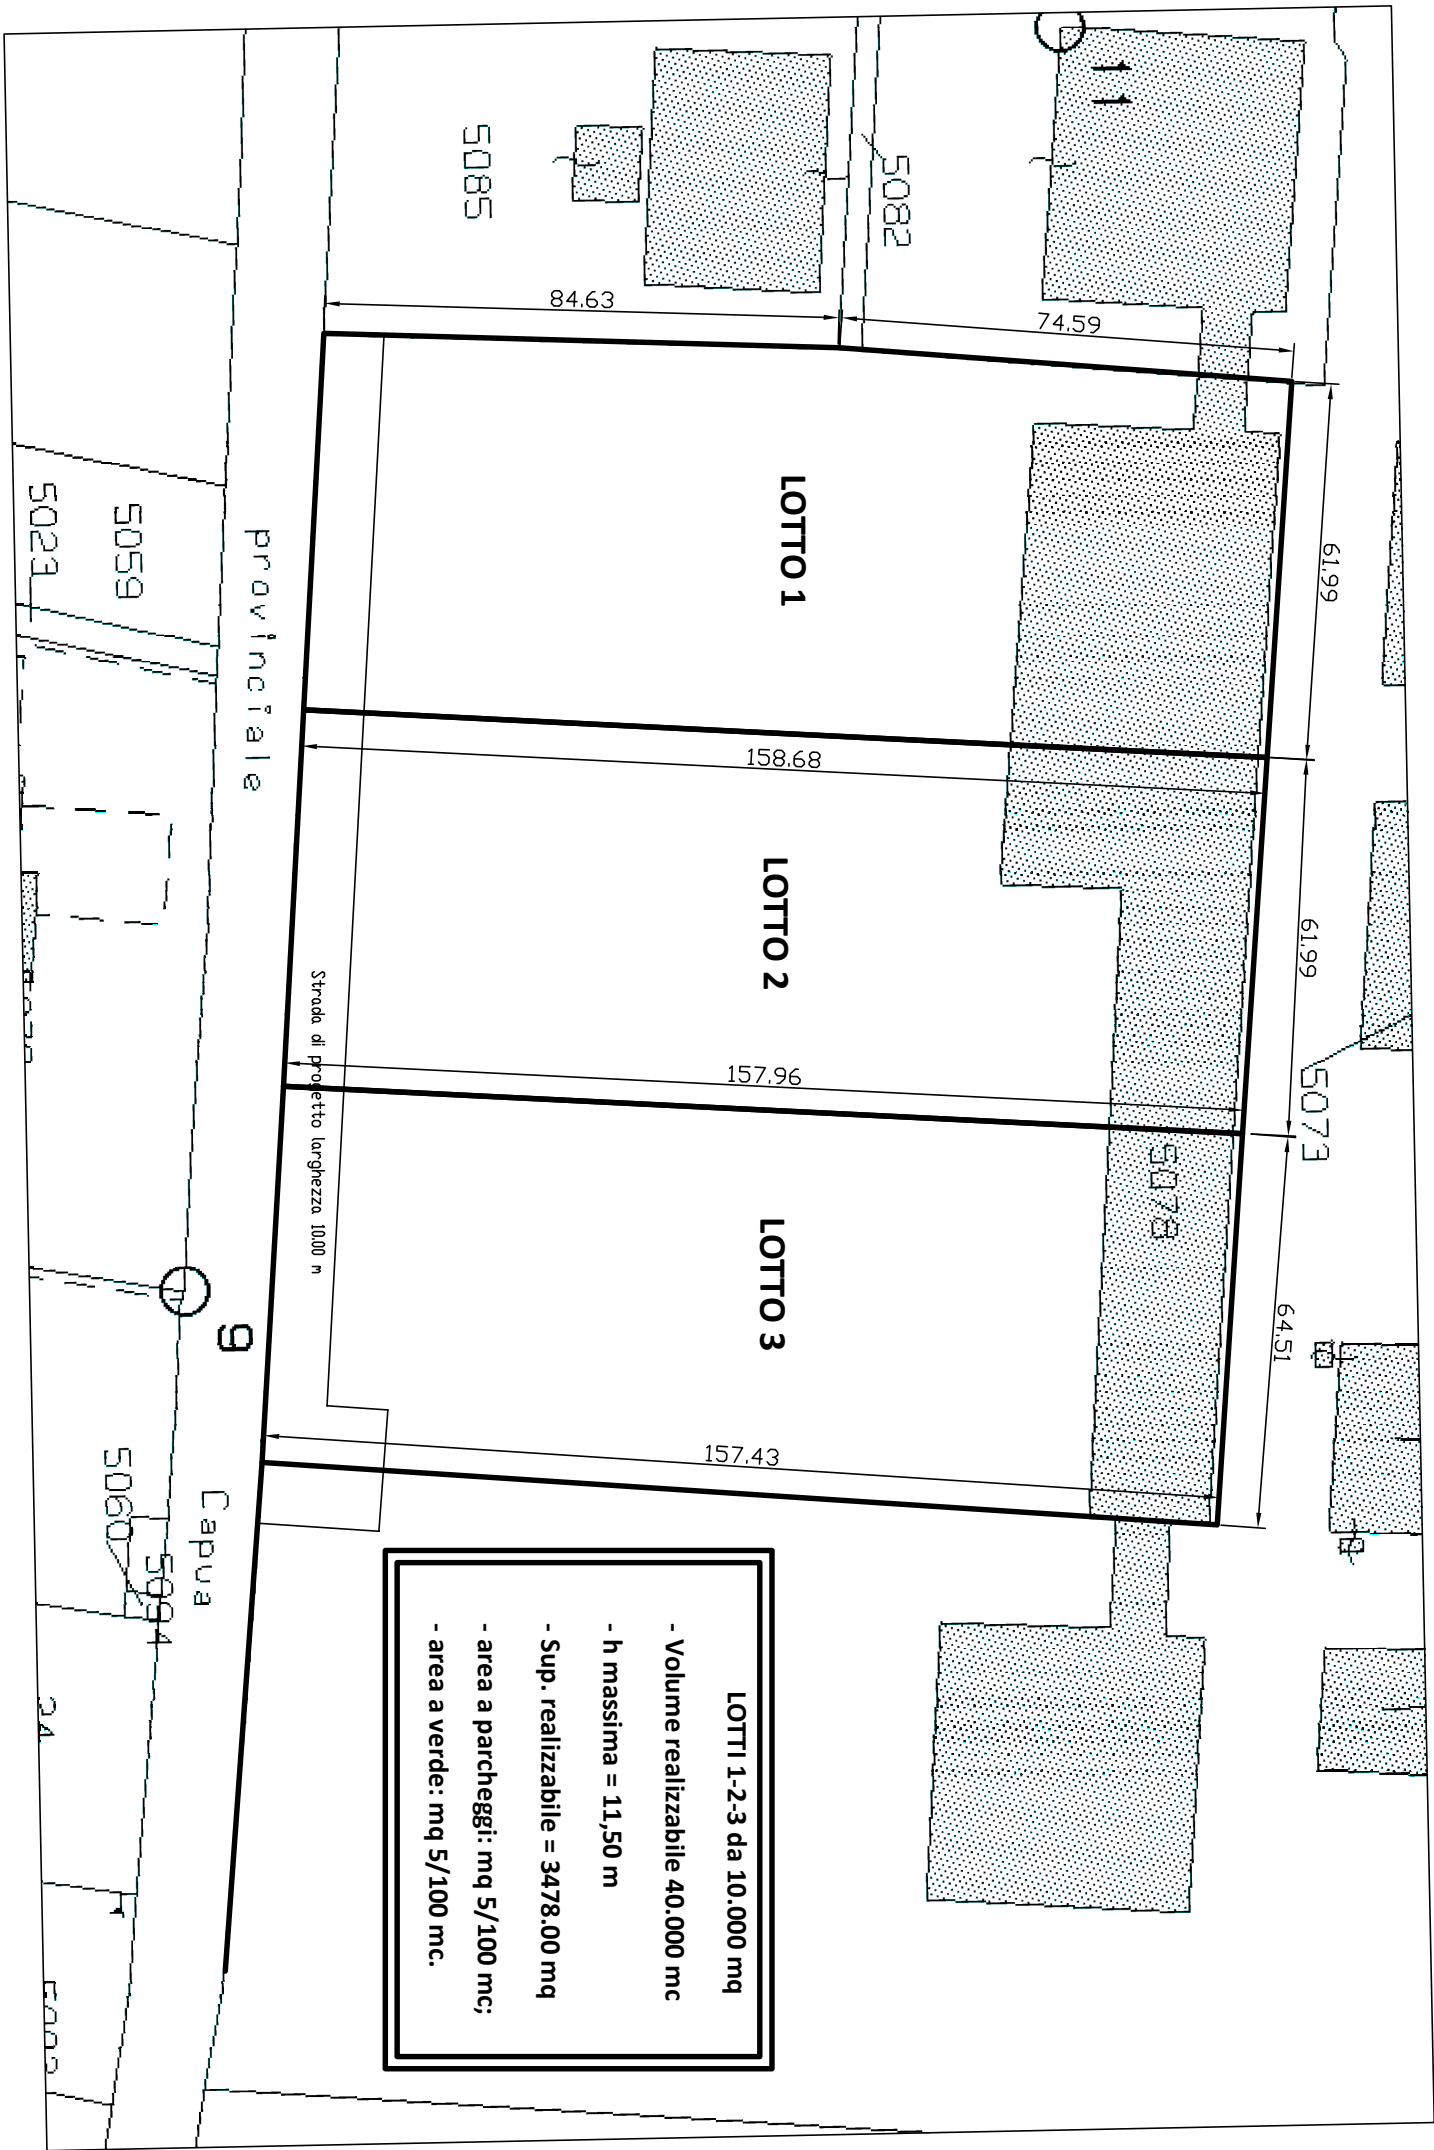 11
5085
5082
84.63
74.59
61.99
LOTTO 1
5023
5059
provinciale
158.68
LOTTO 2
61.99
Strada di progetto larghezza 10.00 m
157.96
5073
5078
LOTTO 3
64.51
9
157.43
5060
Capua
5094
LOTTI 1-2-3 da 10.000 mq
- Volume realizzabile 40.000 mc
- h massima = 11,50 m
- Sup. realizzabile = 3478.00 mq
- area a parcheggi: mq 5/100 mc;
- area a verde: mq 5/100 mc.